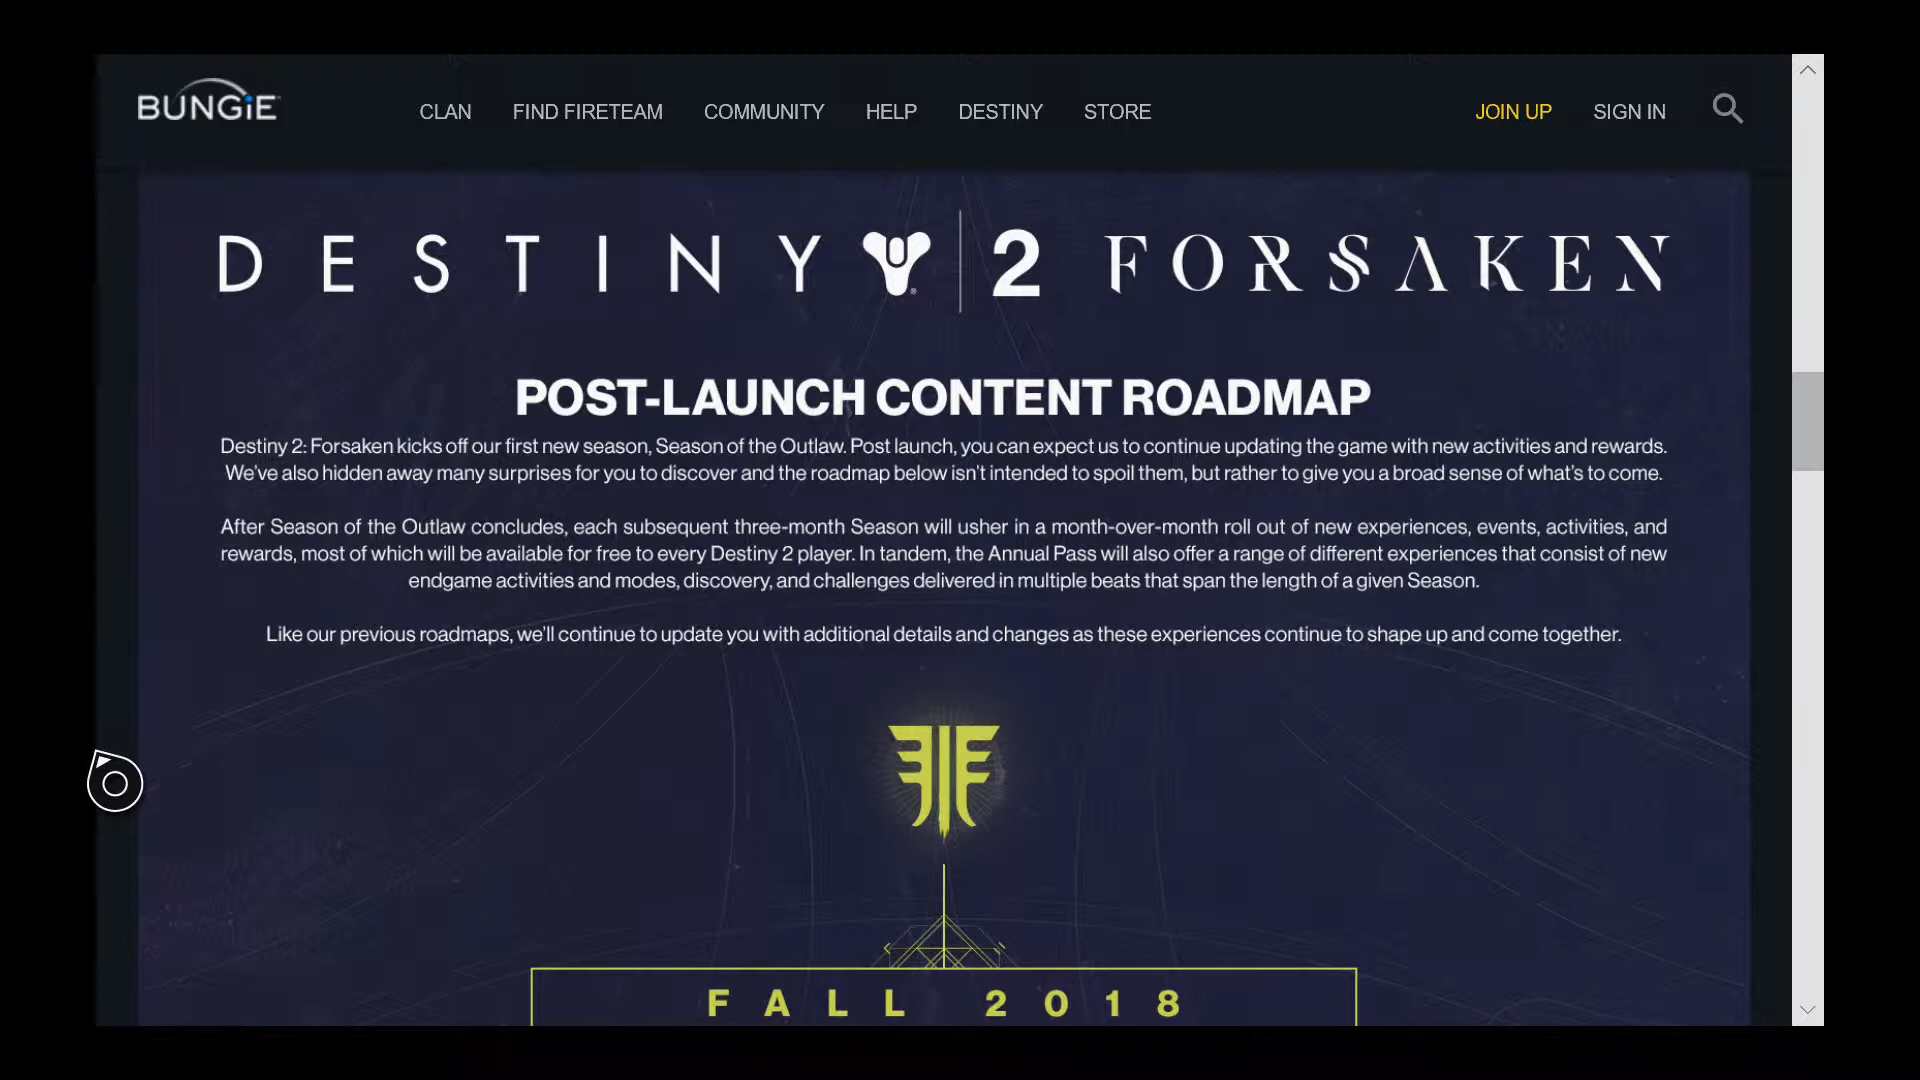 BUNGiE
CLAN FIND FIRETEAM COMMUNITY HELP DESTINY STORE JOIN UP SIGN IN
DESTINY 2 FORSAKEN
POST-LAUNCH CONTENT ROADMAP
Destiny 2: Forsaken kicks off our first new season, Season of the Outlaw. Post launch, you can expect us to continue updating the game with new activities and rewards.
We've also hidden away many surprises for you to discover and the roadmap below isn't intended to spoil them, but rather to give you a broad sense of what's to come.
After Season of the Outlaw concludes, each subsequent three-month Season will usher in a month-over-month roll out of new experiences, events, activities, and
rewards, most of which will be available for free to every Destiny 2 player. In tandem, the Annual Pass will also offer a range of different experiences that consist of new
endgame activities and modes, discovery, and challenges delivered in multiple beats that span the length of a given Season.
Like our previous roadmaps, we'll continue to update you with additional details and changes as these experiences continue to shape up and come together.
FALL 2018